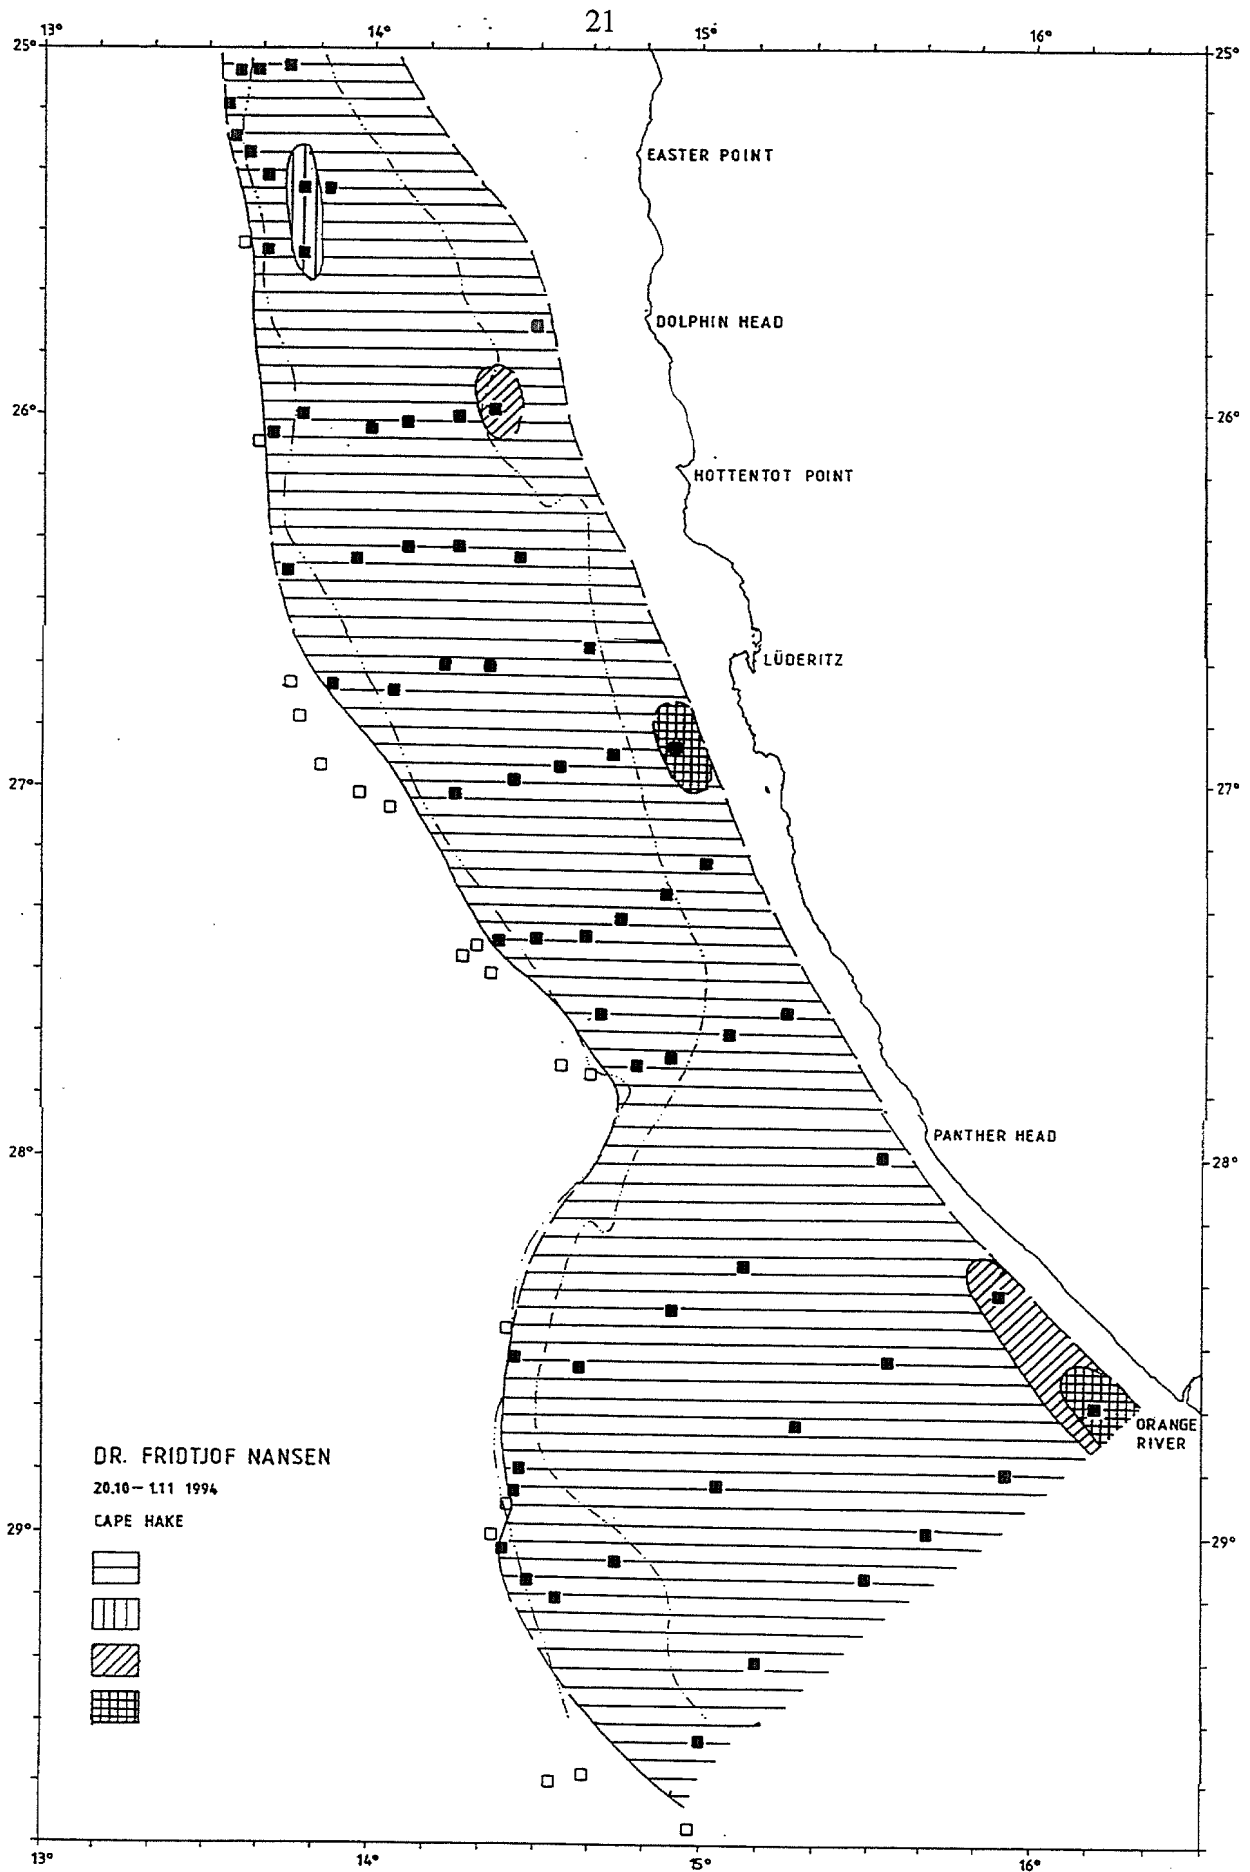 21
13° 14° 15° 16°
25° 25°
EASTER POINT
DOLPHIN HEAD
26° 26°
HOTTENTOT POINT
LÜDERITZ
27° 27°
PANTHER HEAD
28° 28°
ORANGE
RIVER
DR. FRIDTJOF NANSEN
20.10 – 1.11 1994
CAPE HAKE
29° 29°
13° 14° 15° 16°